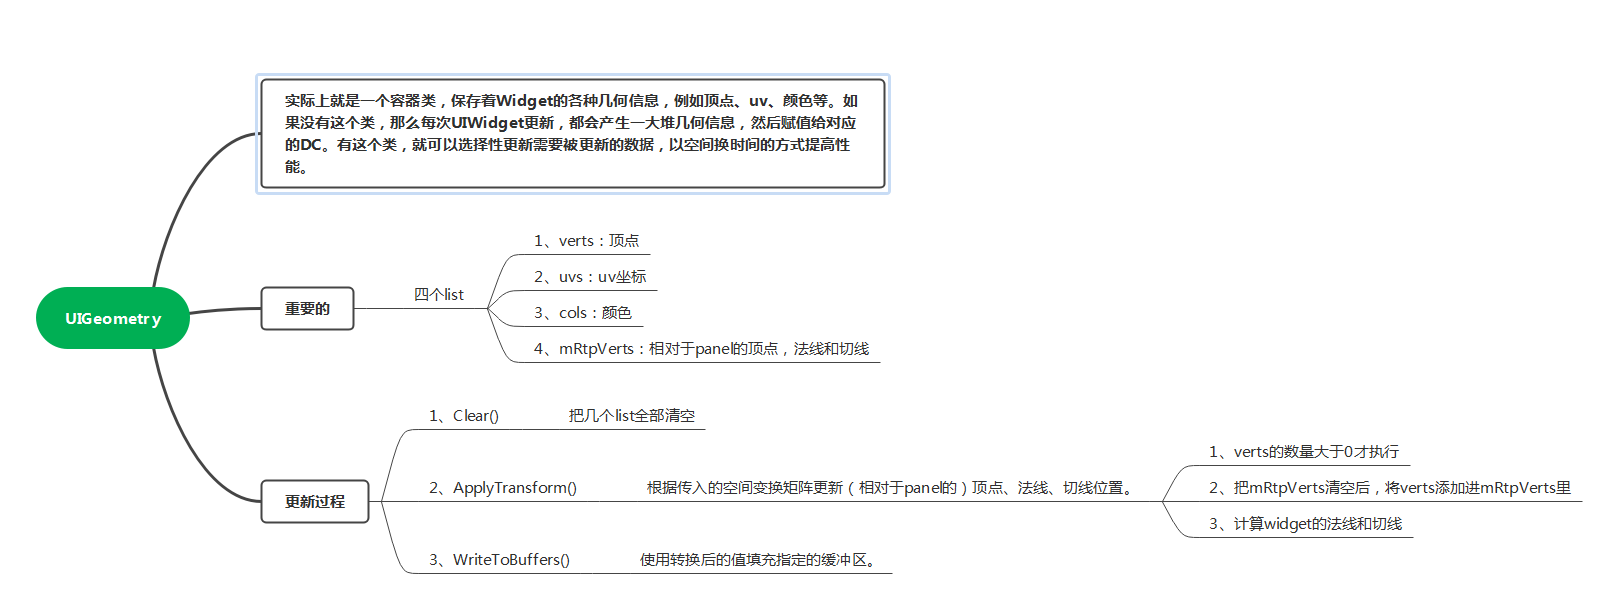 实际上就是一个容器类，保存着Widget的各种几何信息，例如顶点、uv、颜色等。如
果没有这个类，那么每次UIWidget更新，都会产生一大堆几何信息，然后赋值给对应
的DC。有这个类，就可以选择性更新需要被更新的数据，以空间换时间的方式提高性
能。
UIGeometry
重要的
四个list
1、verts：顶点
2、uvs：uv坐标
3、cols：颜色
4、mRtpVerts：相对于panel的顶点，法线和切线
更新过程
1、Clear()
把几个list全部清空
2、ApplyTransform()
根据传入的空间变换矩阵更新（相对于panel的）顶点、法线、切线位置。
1、verts的数量大于0才执行
2、把mRtpVerts清空后，将verts添加进mRtpVerts里
3、计算widget的法线和切线
3、WriteToBuffers()
使用转换后的值填充指定的缓冲区。